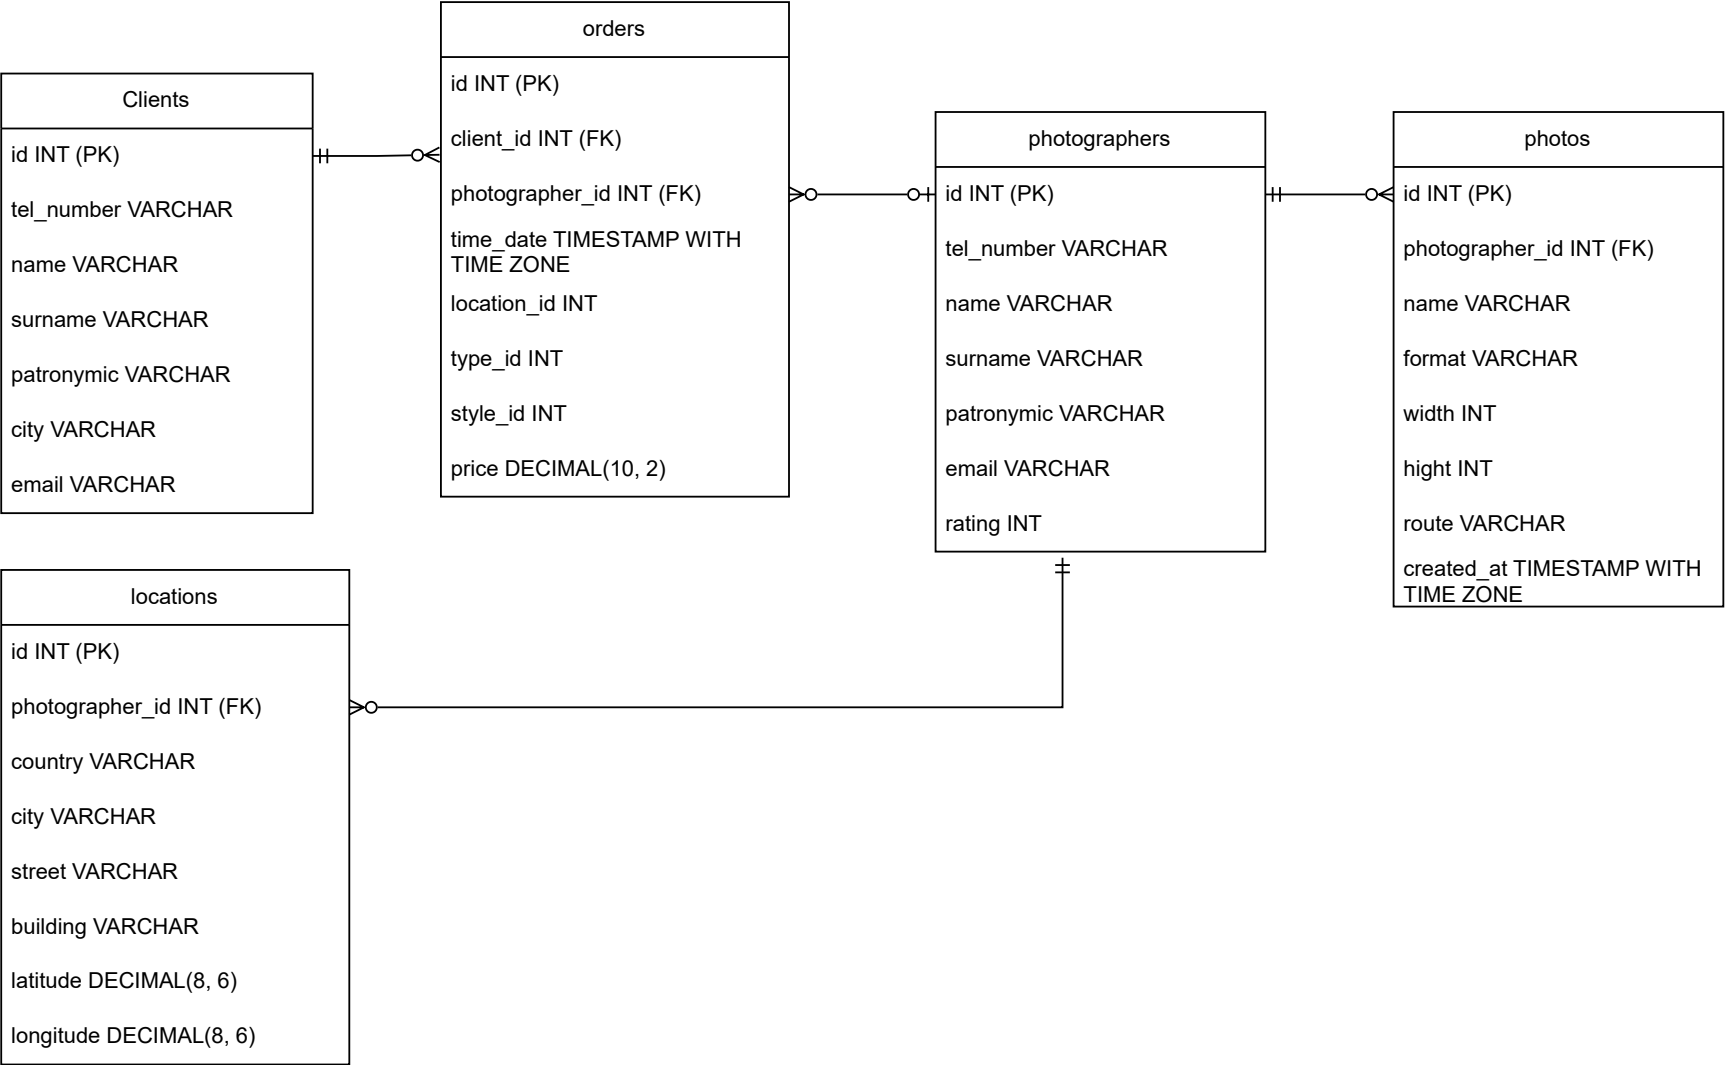 Clients
id INT (PK)
tel_number VARCHAR
name VARCHAR
surname VARCHAR
patronymic VARCHAR
city VARCHAR
email VARCHAR
orders
id INT (PK)
client_id INT (FK)
photographer_id INT (FK)
time_date TIMESTAMP WITH
TIME ZONE
location_id INT
type_id INT
style_id INT
price DECIMAL(10, 2)
photographers
id INT (PK)
tel_number VARCHAR
name VARCHAR
surname VARCHAR
patronymic VARCHAR
email VARCHAR
rating INT
photos
id INT (PK)
photographer_id INT (FK)
name VARCHAR
format VARCHAR
width INT
hight INT
route VARCHAR
created_at TIMESTAMP WITH
TIME ZONE
locations
id INT (PK)
photographer_id INT (FK)
country VARCHAR
city VARCHAR
street VARCHAR
building VARCHAR
latitude DECIMAL(8, 6)
longitude DECIMAL(8, 6)